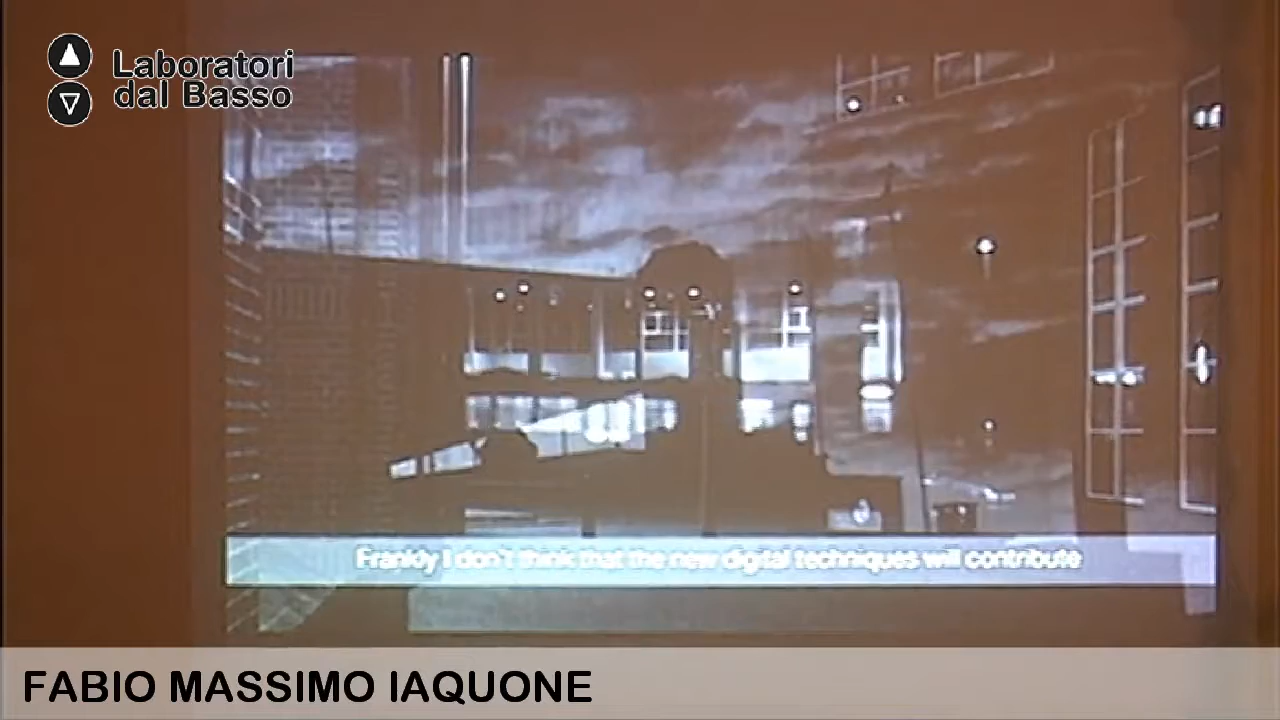 Laboratori
dal Basso
Frankly I don't think that the new digital techniques will contribute
FABIO MASSIMO IAQUONE